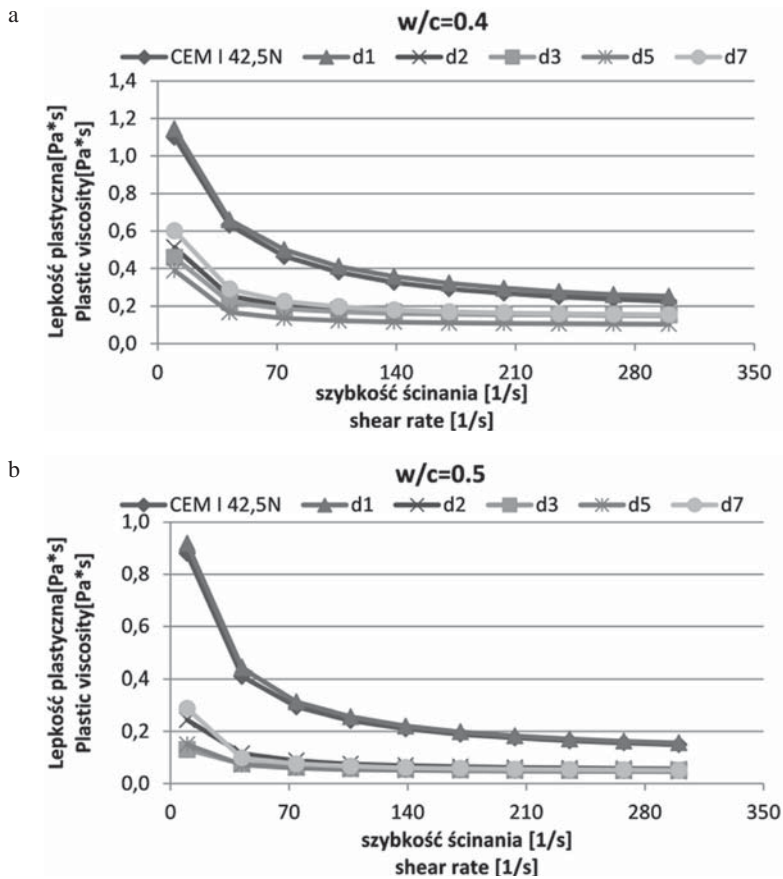 a
w/c=0.4
CEM I 42,5N d1 d2 d3 d5 d7
Lepkość plastyczna[Pa*s]
Plastic viscosity[Pa*s]
1,4
1,2
1,0
0,8
0,6
0,4
0,2
0,0
0 70 140 210 280 350
szybkość ścinania [1/s]
shear rate [1/s]
b
w/c=0.5
CEM I 42,5N d1 d2 d3 d5 d7
Lepkość plastyczna[Pa*s]
Plastic viscosity[Pa*s]
1,0
0,8
0,6
0,4
0,2
0,0
0 70 140 210 280 350
szybkość ścinania [1/s]
shear rate [1/s]